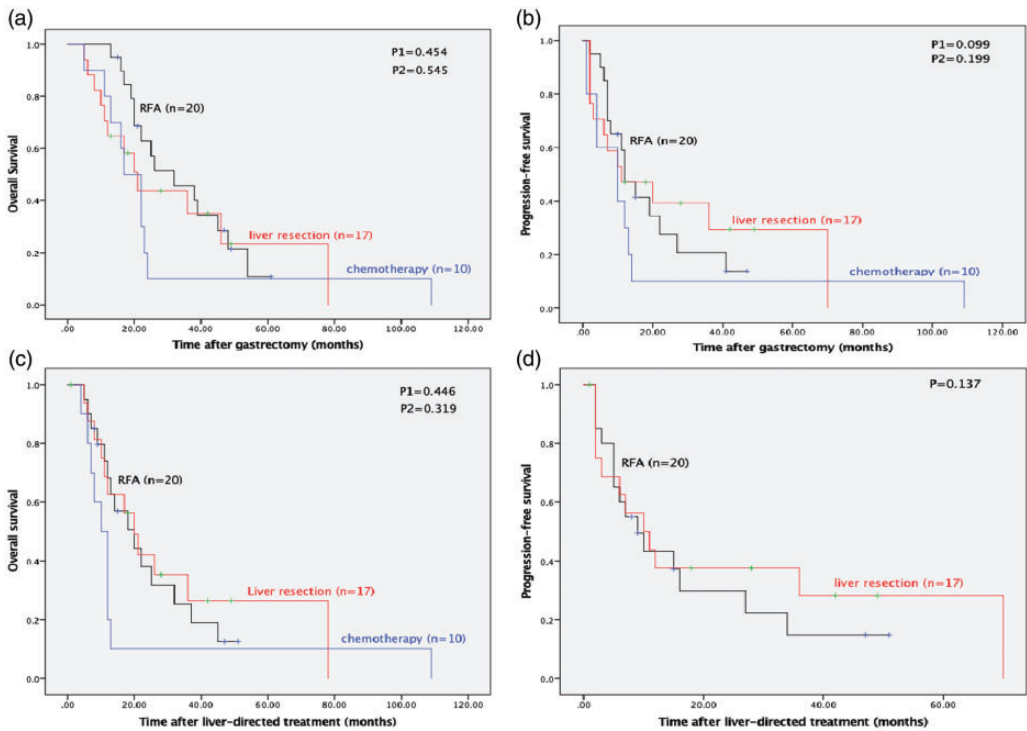 (a)
P1=0.454
P2=0.545
RFA (n=20)
liver resection (n=17)
chemotherapy (n=10)
Overall Survival
1.0
0.8
0.6
0.4
0.2
0.0
.00 20.00 40.00 60.00 80.00 100.00 120.00
Time after gastrectomy (months)
(b)
P1=0.099
P2=0.199
RFA (n=20)
liver resection (n=17)
chemotherapy (n=10)
Progression-free survival
1.0
0.8
0.6
0.4
0.2
0.0
.00 20.00 40.00 60.00 80.00 100.00 120.00
Time after gastrectomy (months)
(c)
P1=0.446
P2=0.319
RFA (n=20)
Liver resection (n=17)
chemotherapy (n=10)
Overall survival
1.0
0.8
0.6
0.4
0.2
0.0
.00 20.00 40.00 60.00 80.00 100.00 120.00
Time after liver-directed treatment (months)
(d)
P=0.137
RFA (n=20)
liver resection (n=17)
Progression-free survival
1.0
0.8
0.6
0.4
0.2
0.0
.00 20.00 40.00 60.00
Time after liver-directed treatment (months)